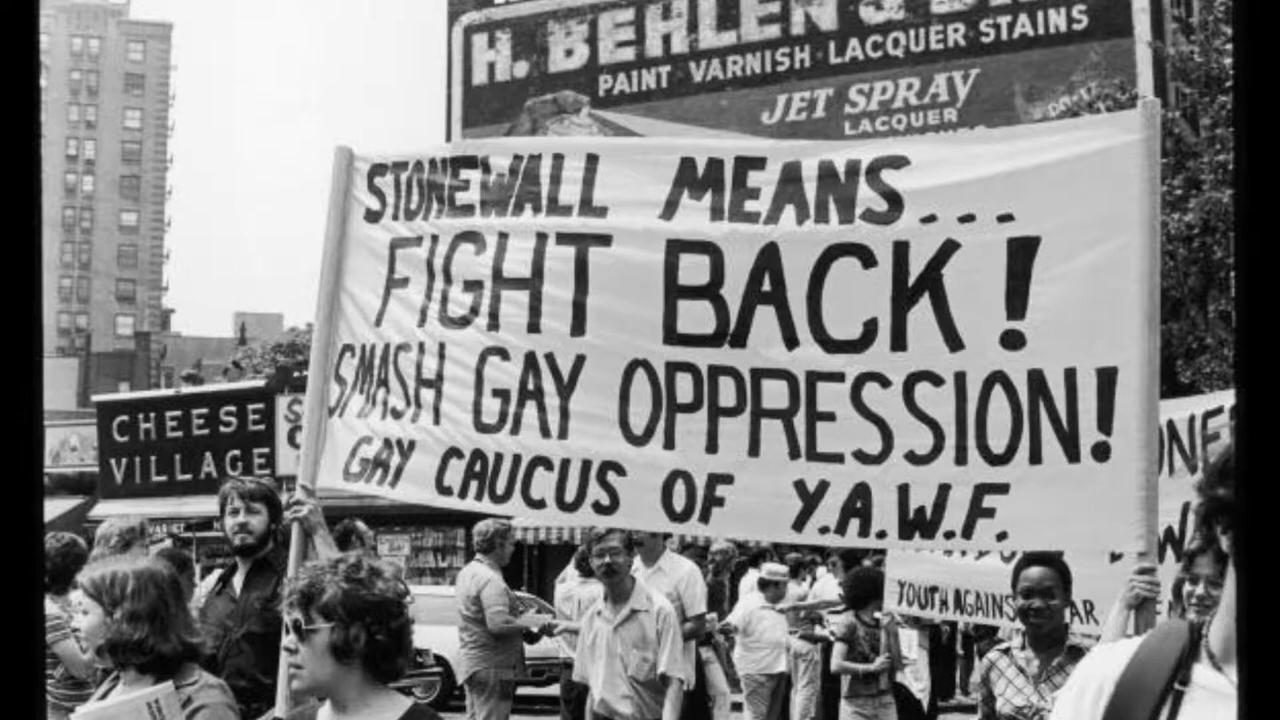 H. BEHLEN &
PAINT VARNISH LACQUER STAINS
JET SPRAY
LACQUER
STONEWALL MEANS....
FIGHT BACK!
SMASH GAY OPPRESSION!
GAY CAUCUS OF Y.A.W.F.
CHEESE
VILLAGE
YOUTH AGAINST WAR